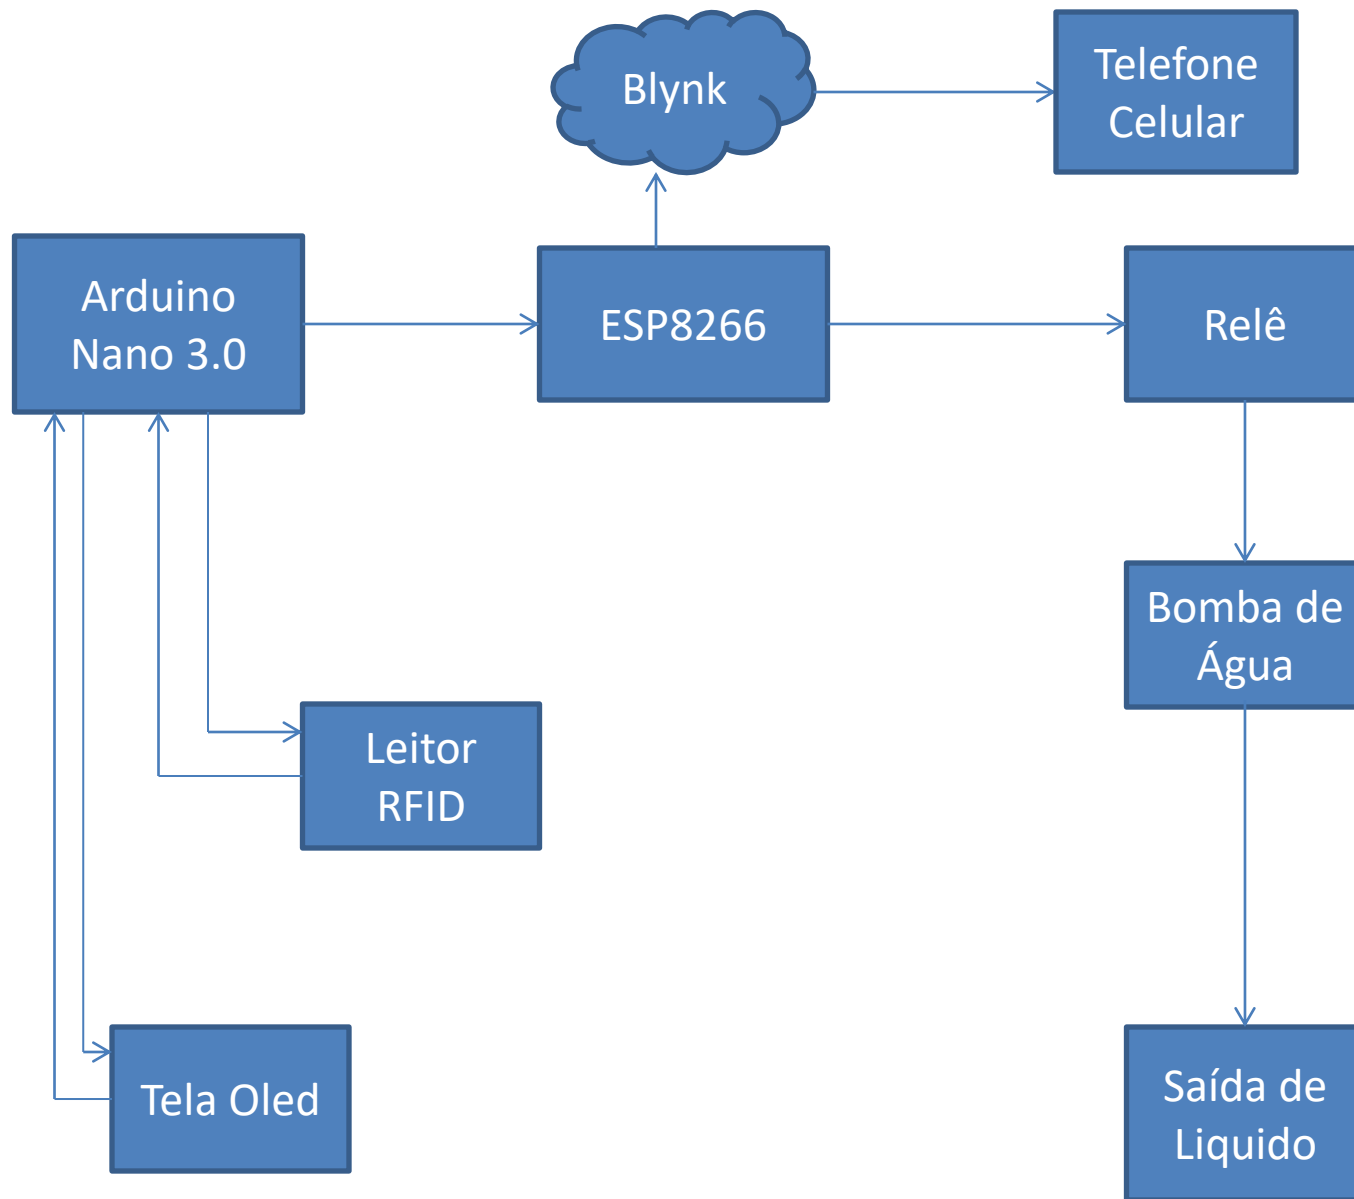 Blynk
Telefone
Celular
Arduino
Nano 3.0
ESP8266
Relê
Bomba de
Água
Leitor
RFID
Tela Oled
Saída de
Liquido